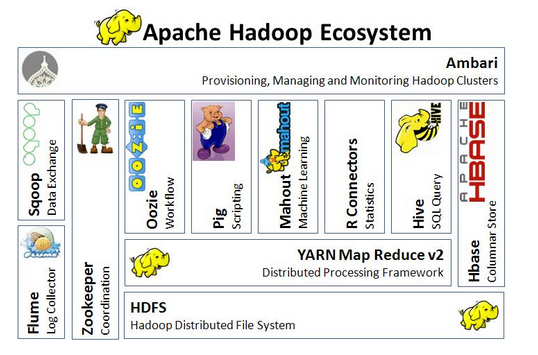 Apache Hadoop Ecosystem
Ambari
Provisioning, Managing and Monitoring Hadoop Clusters
sqoop
Sqoop
Data Exchange
Flume
Log Collector
Zookeeper
Coordination
OOZIE
Oozie
Workflow
Pig
Scripting
mahout
Mahout
Machine Learning
R Connectors
Statistics
HIVE
Hive
SQL Query
APACHE
HBASE
Hbase
Columnar Store
YARN Map Reduce v2
Distributed Processing Framework
HDFS
Hadoop Distributed File System